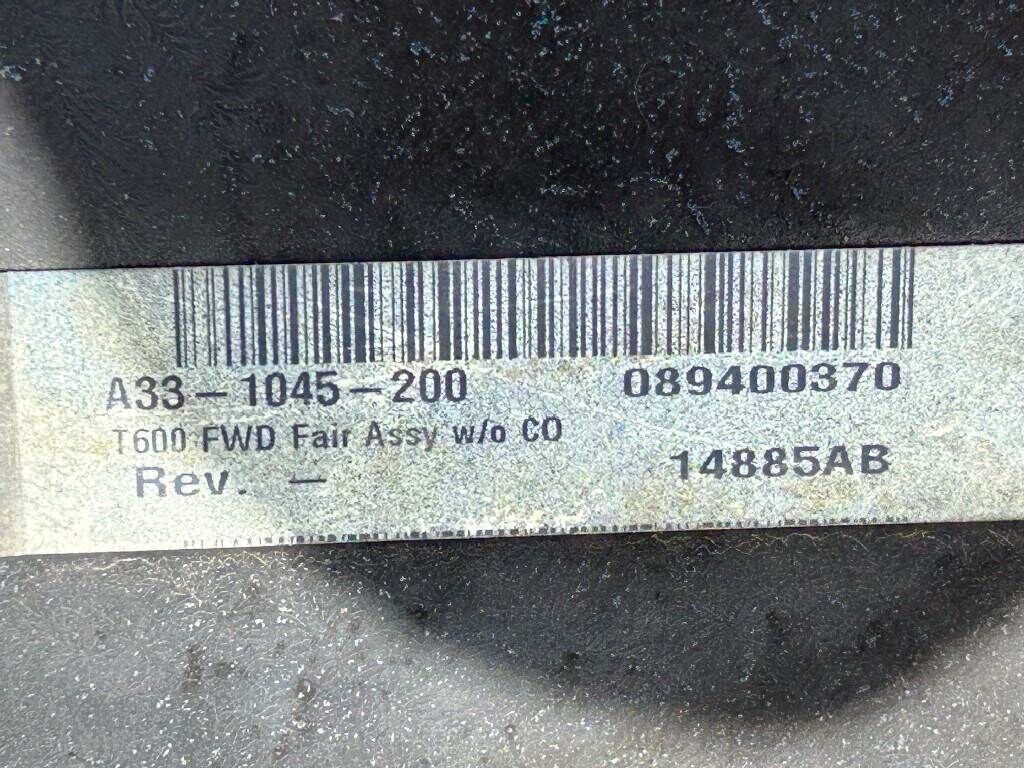 A33-1045-200 089400370
T600 FWD Fair Assy w/o CO
Rev. - 14885AB